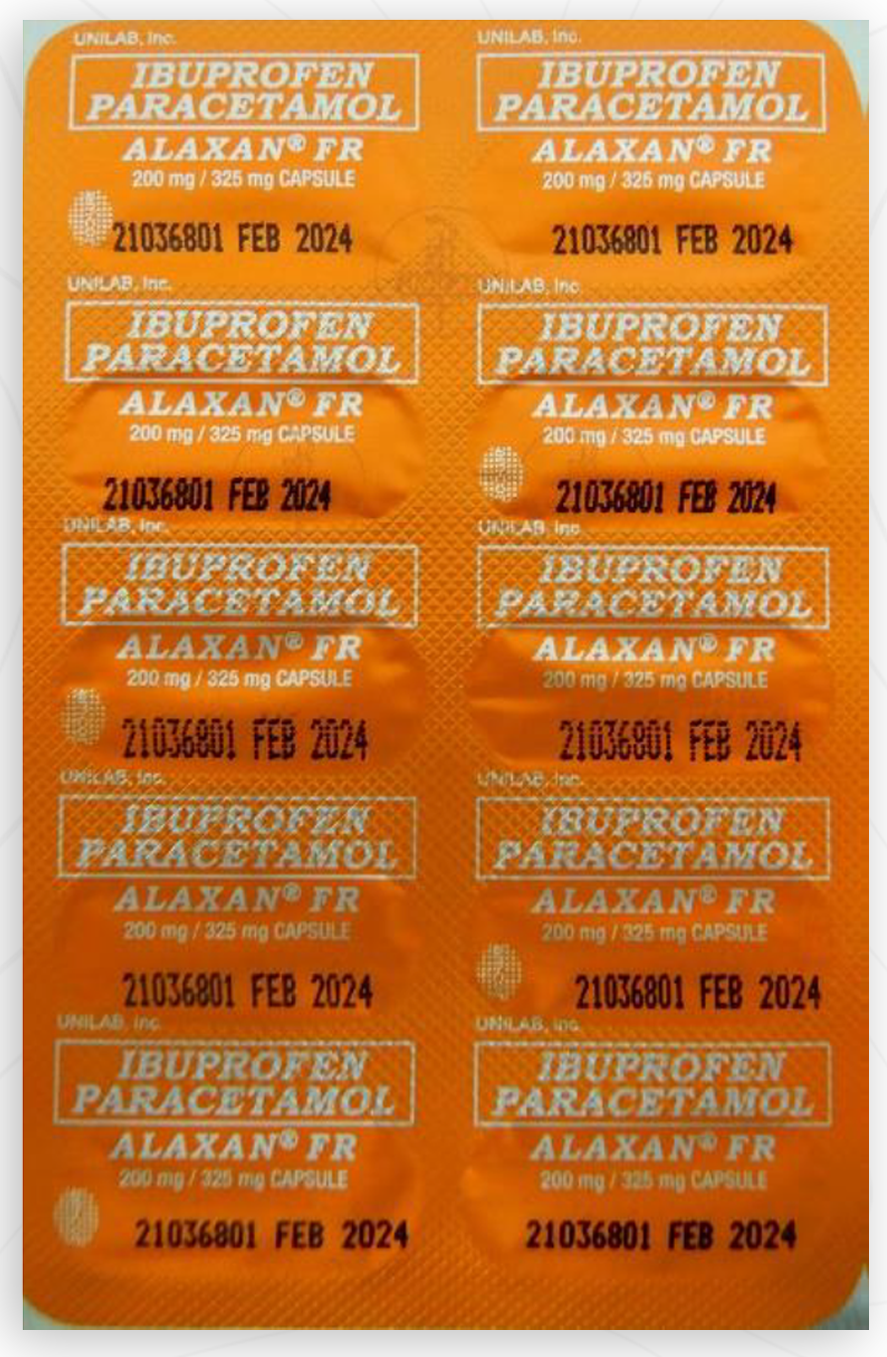 UNILAB, Inc.
IBUPROFEN
PARACETAMOL
ALAXAN® FR
200 mg / 325 mg CAPSULE
21036801 FEB 2024
UNILAB, Inc.
IBUPROFEN
PARACETAMOL
ALAXAN® FR
200 mg / 325 mg CAPSULE
21036801 FEB 2024
UNILAB, Inc.
IBUPROFEN
PARACETAMOL
ALAXAN® FR
200 mg / 325 mg CAPSULE
21036801 FEB 2024
UNILAB, Inc.
IBUPROFEN
PARACETAMOL
ALAXAN® FR
200 mg / 325 mg CAPSULE
21036801 FEB 2024
UNILAB, Inc.
IBUPROFEN
PARACETAMOL
ALAXAN® FR
200 mg / 325 mg CAPSULE
21036801 FEB 2024
UNILAB, Inc.
IBUPROFEN
PARACETAMOL
ALAXAN® FR
200 mg / 325 mg CAPSULE
21036801 FEB 2024
UNILAB, Inc.
IBUPROFEN
PARACETAMOL
ALAXAN® FR
200 mg / 325 mg CAPSULE
21036801 FEB 2024
UNILAB, Inc.
IBUPROFEN
PARACETAMOL
ALAXAN® FR
200 mg / 325 mg CAPSULE
21036801 FEB 2024
UNILAB, Inc.
IBUPROFEN
PARACETAMOL
ALAXAN® FR
200 mg / 325 mg CAPSULE
21036801 FEB 2024
UNILAB, Inc.
IBUPROFEN
PARACETAMOL
ALAXAN® FR
200 mg / 325 mg CAPSULE
21036801 FEB 2024